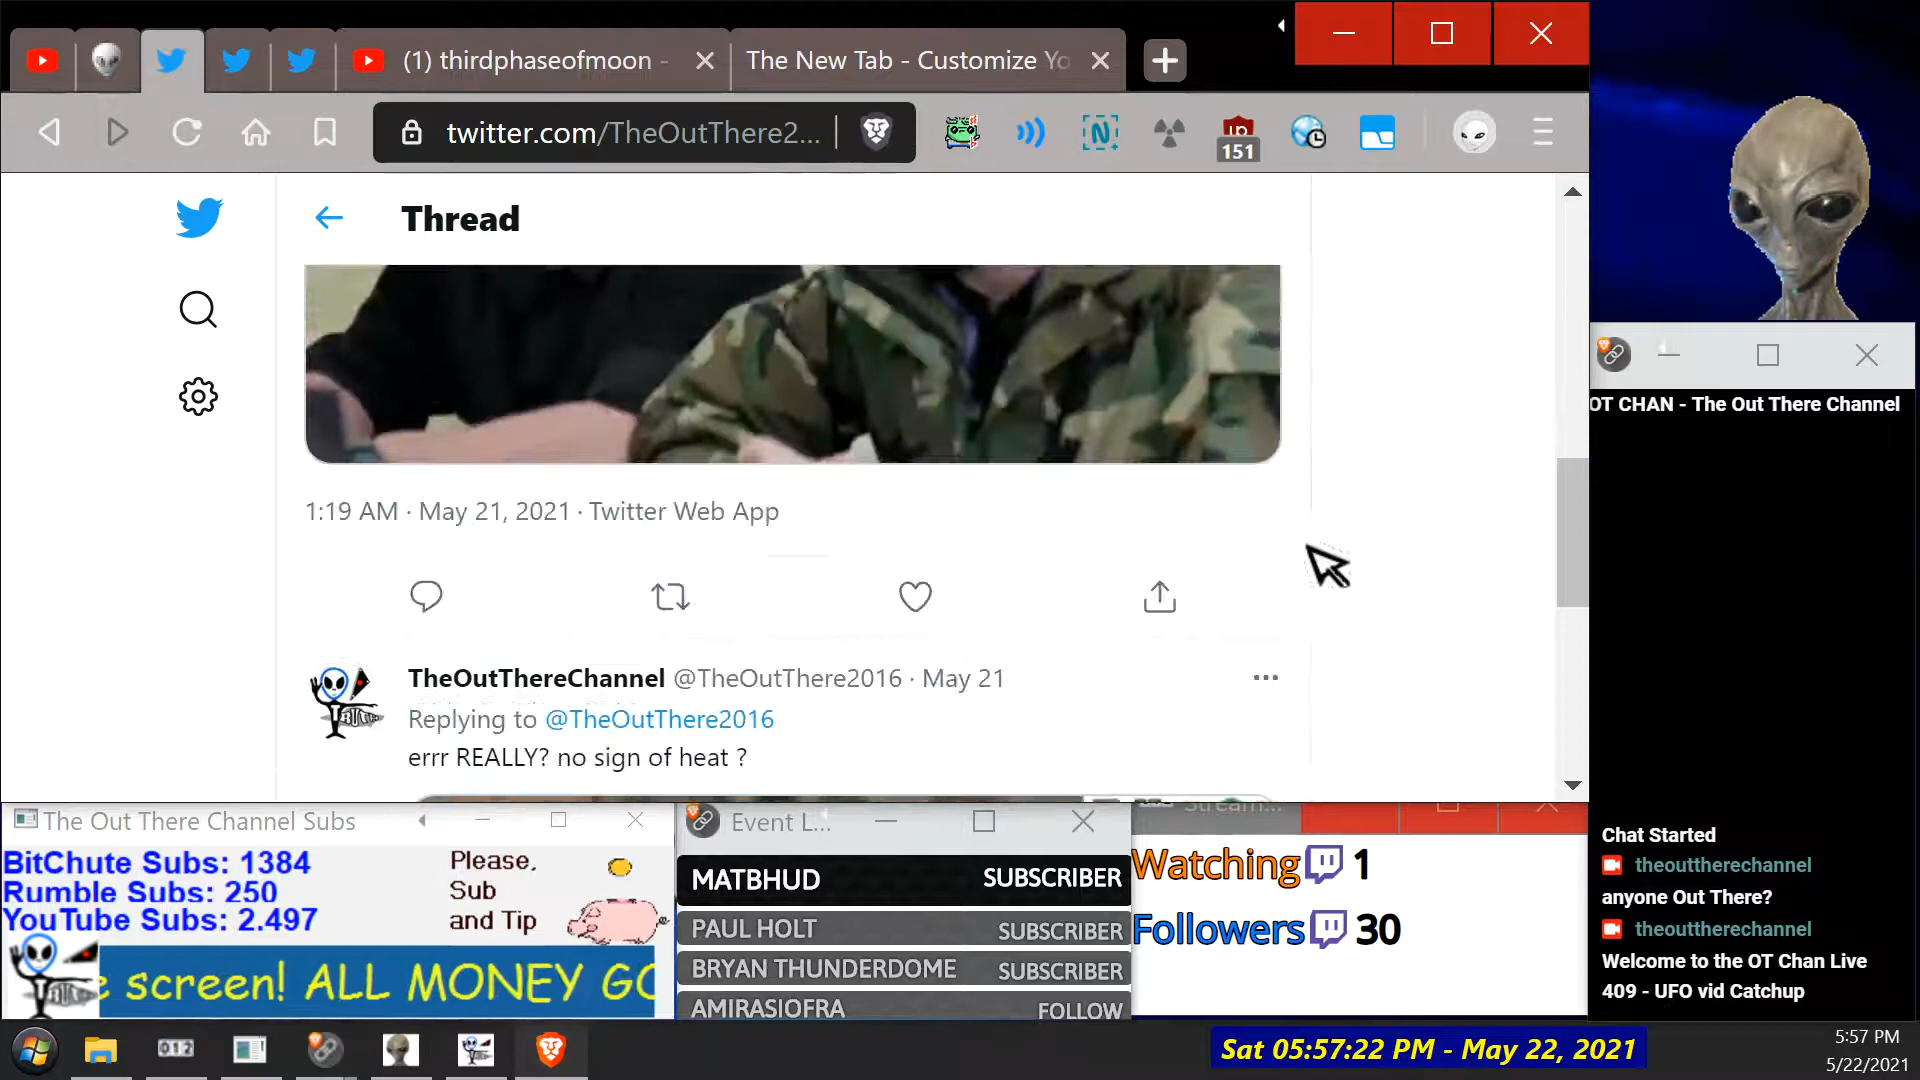 (1) thirdphaseofmoon -
The New Tab - Customize Yo
twitter.com/TheOutThere2...
151
Thread
1:19 AM · May 21, 2021 · Twitter Web App
TheOutThereChannel @TheOutThere2016 · May 21
Replying to @TheOutThere2016
errr REALLY? no sign of heat ?
OT CHAN - The Out There Channel
Chat Started
theouttherechannel
anyone Out There?
theouttherechannel
Welcome to the OT Chan Live
409 - UFO vid Catchup
The Out There Channel Subs
BitChute Subs: 1384
Rumble Subs: 250
YouTube Subs: 2.497
Please,
Sub
and Tip
TRUTH
e screen! ALL MONEY GO
Event L...
MATBHUD SUBSCRIBER
PAUL HOLT SUBSCRIBER
BRYAN THUNDERDOME SUBSCRIBER
AMIRASIOFRA FOLLOW
Stream...
Watching 1
Followers 30
012
Sat 05:57:22 PM - May 22, 2021
5:57 PM
5/22/2021